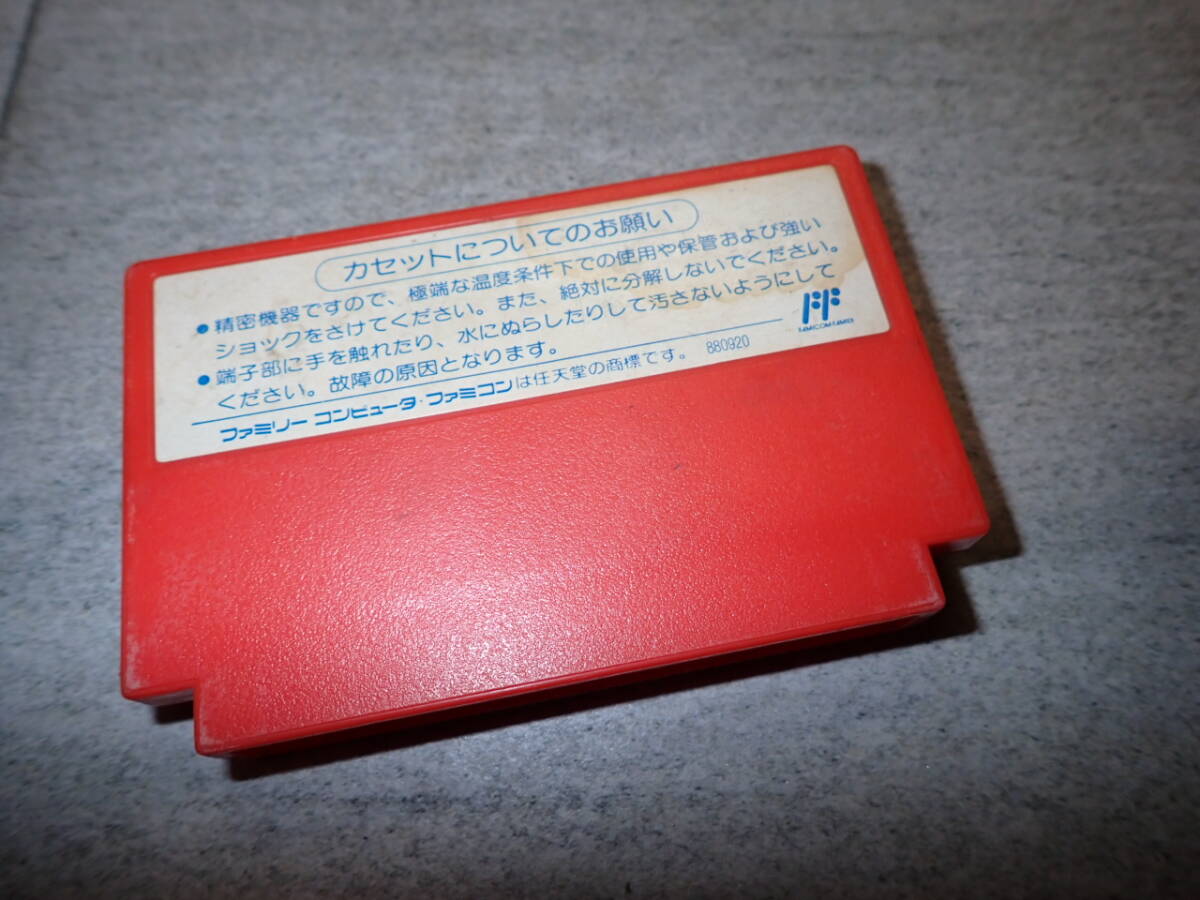 カセットについてのお願い
●精密機器ですので、極端な温度条件下での使用や保管および強い
ショックをさけてください。また、絶対に分解しないでください。
●端子部に手を触れたり、水にぬらしたりして汚さないようにして
ください。故障の原因となります。
ファミリー コンピュータ・ファミコンは任天堂の商標です。 880920
FF